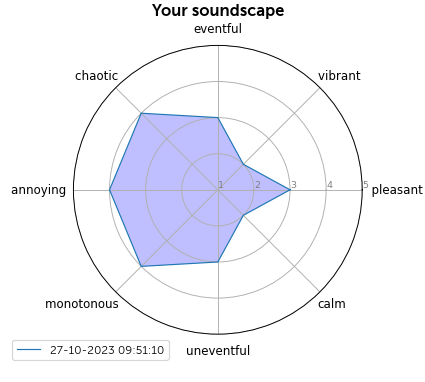 Your soundscape
eventful
chaotic
vibrant
annoying
1
2
3
4
5
pleasant
monotonous
calm
27-10-2023 09:51:10
uneventful